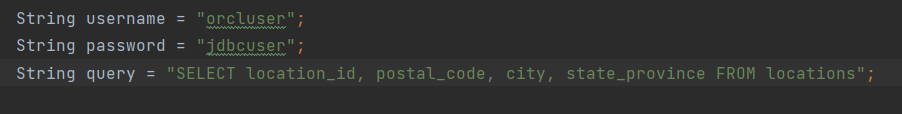 String username = "orcluser";
String password = "jdbcuser";
String query = "SELECT location_id, postal_code, city, state_province FROM locations";